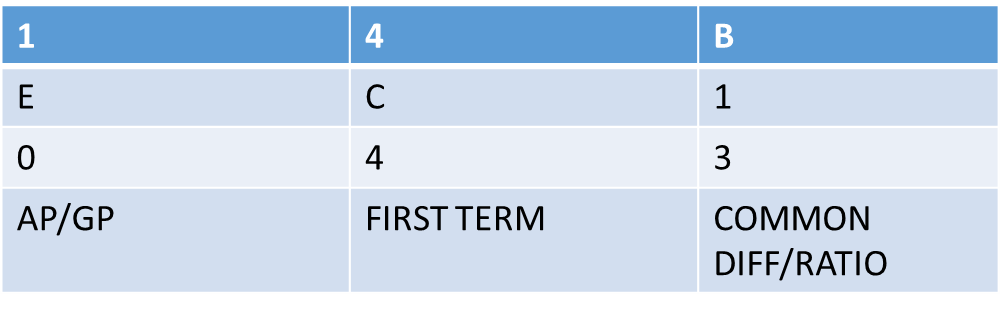 1 4 B
E C 1
0 4 3
AP/GP FIRST TERM COMMON
DIFF/RATIO